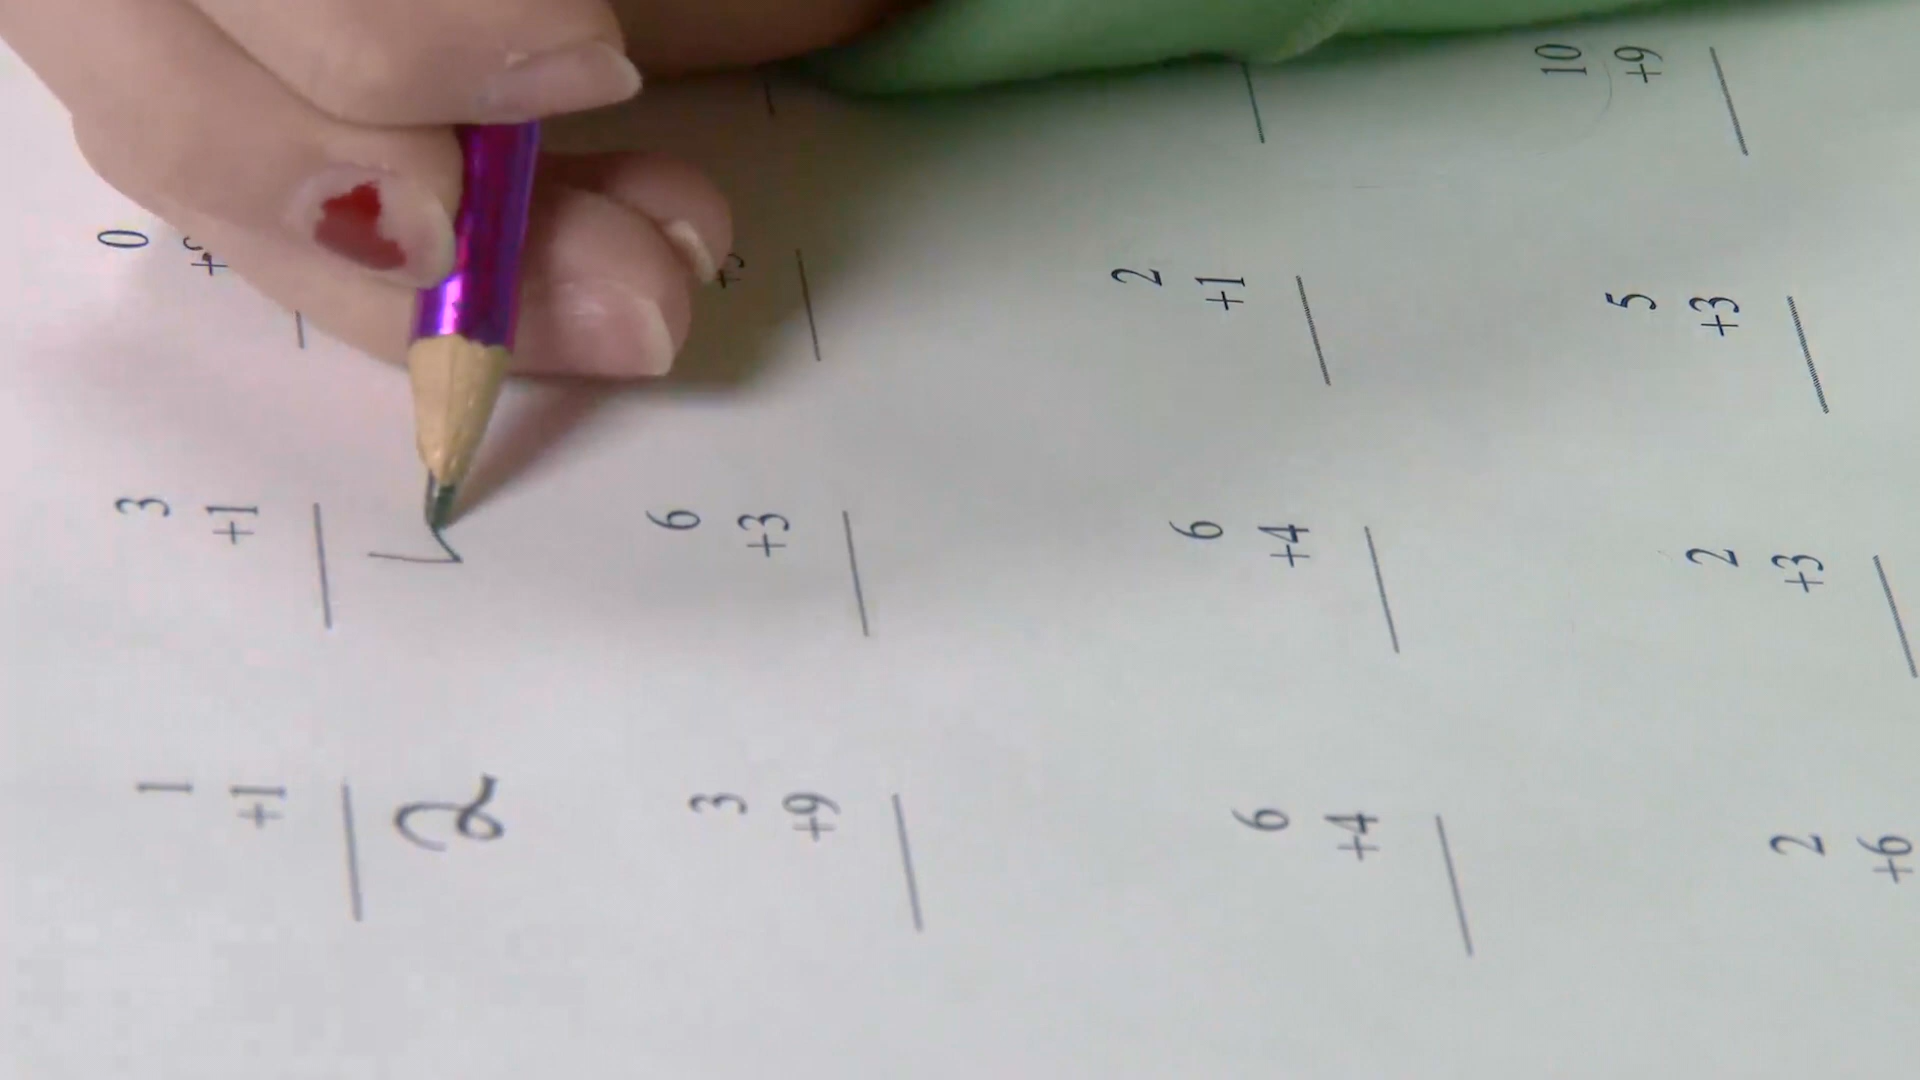 1 3 0
+1 +1
2
3 6
+9 +3
6 6 2
+4 +4 +1
2 2 5 10
+6 +3 +3 +9